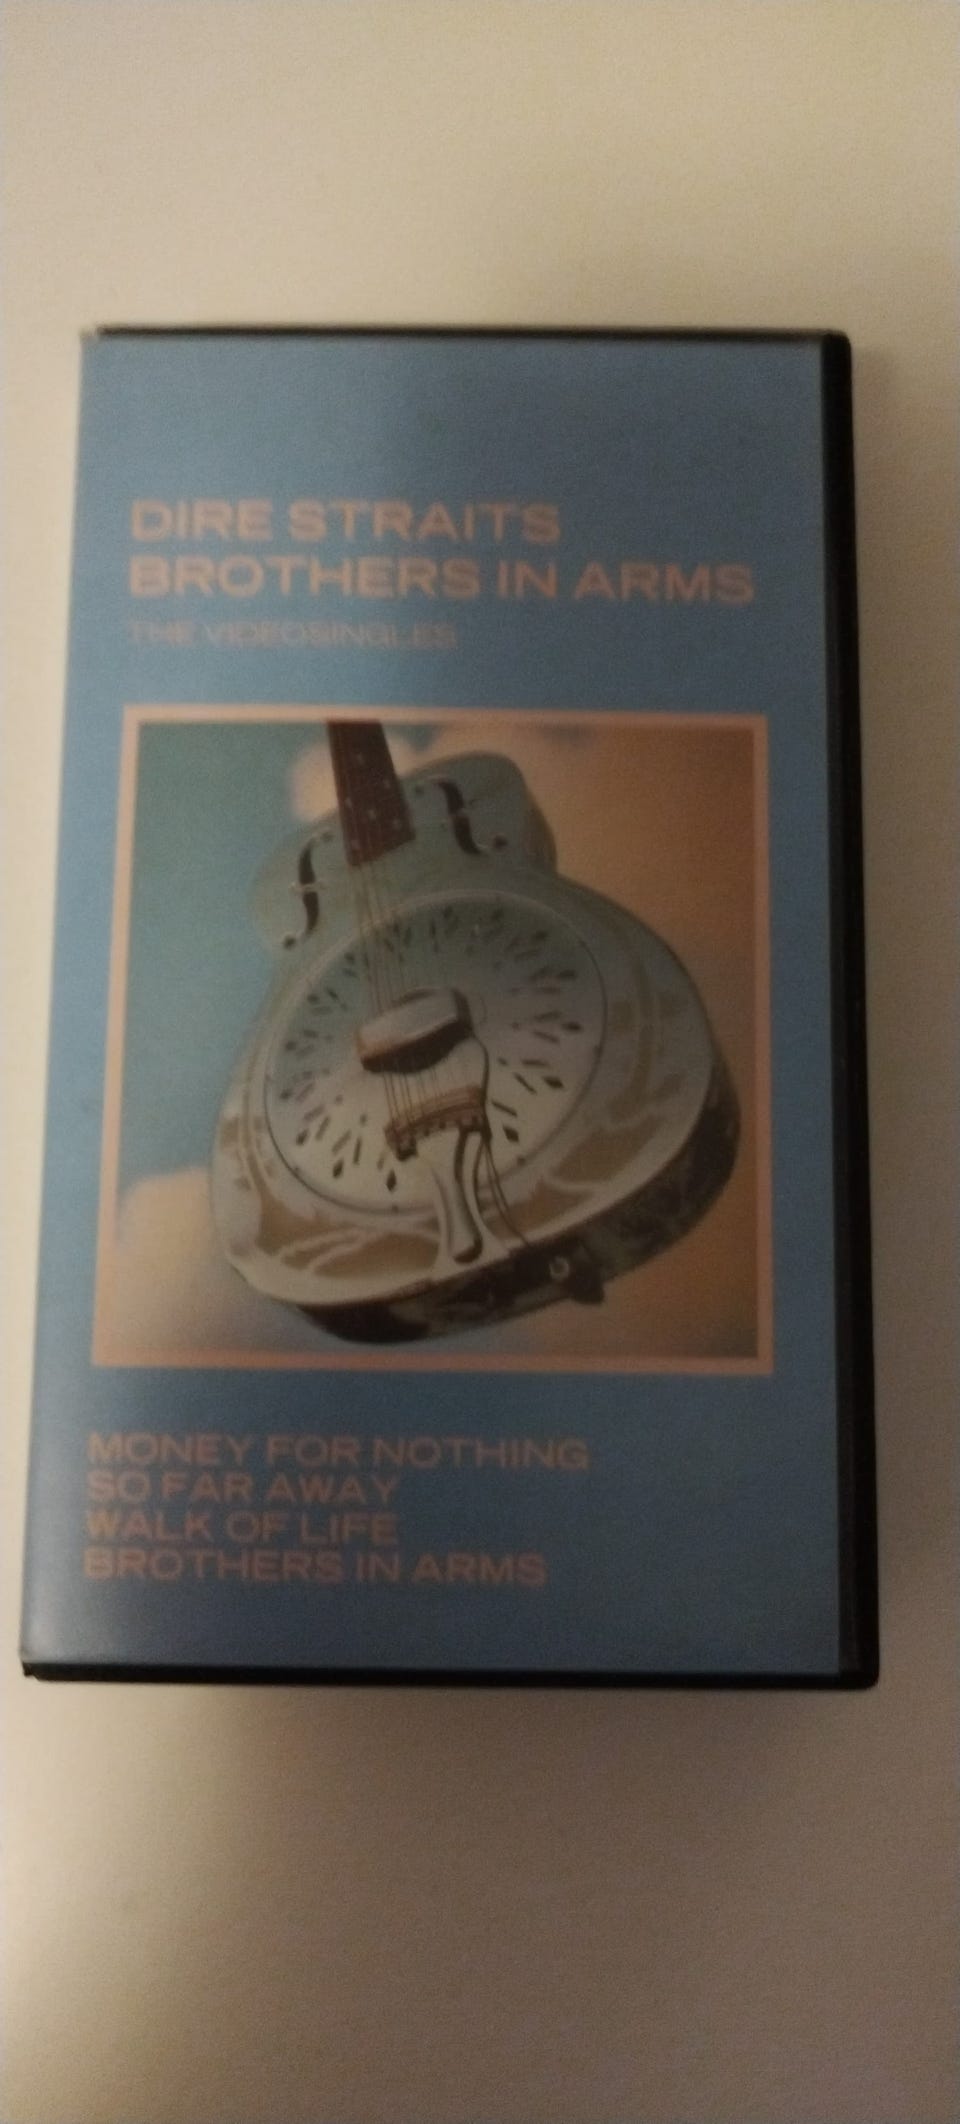 DIRE STRAITS
BROTHERS IN ARMS
THE VIDEOSINGLES
MONEY FOR NOTHING
SO FAR AWAY
WALK OF LIFE
BROTHERS IN ARMS